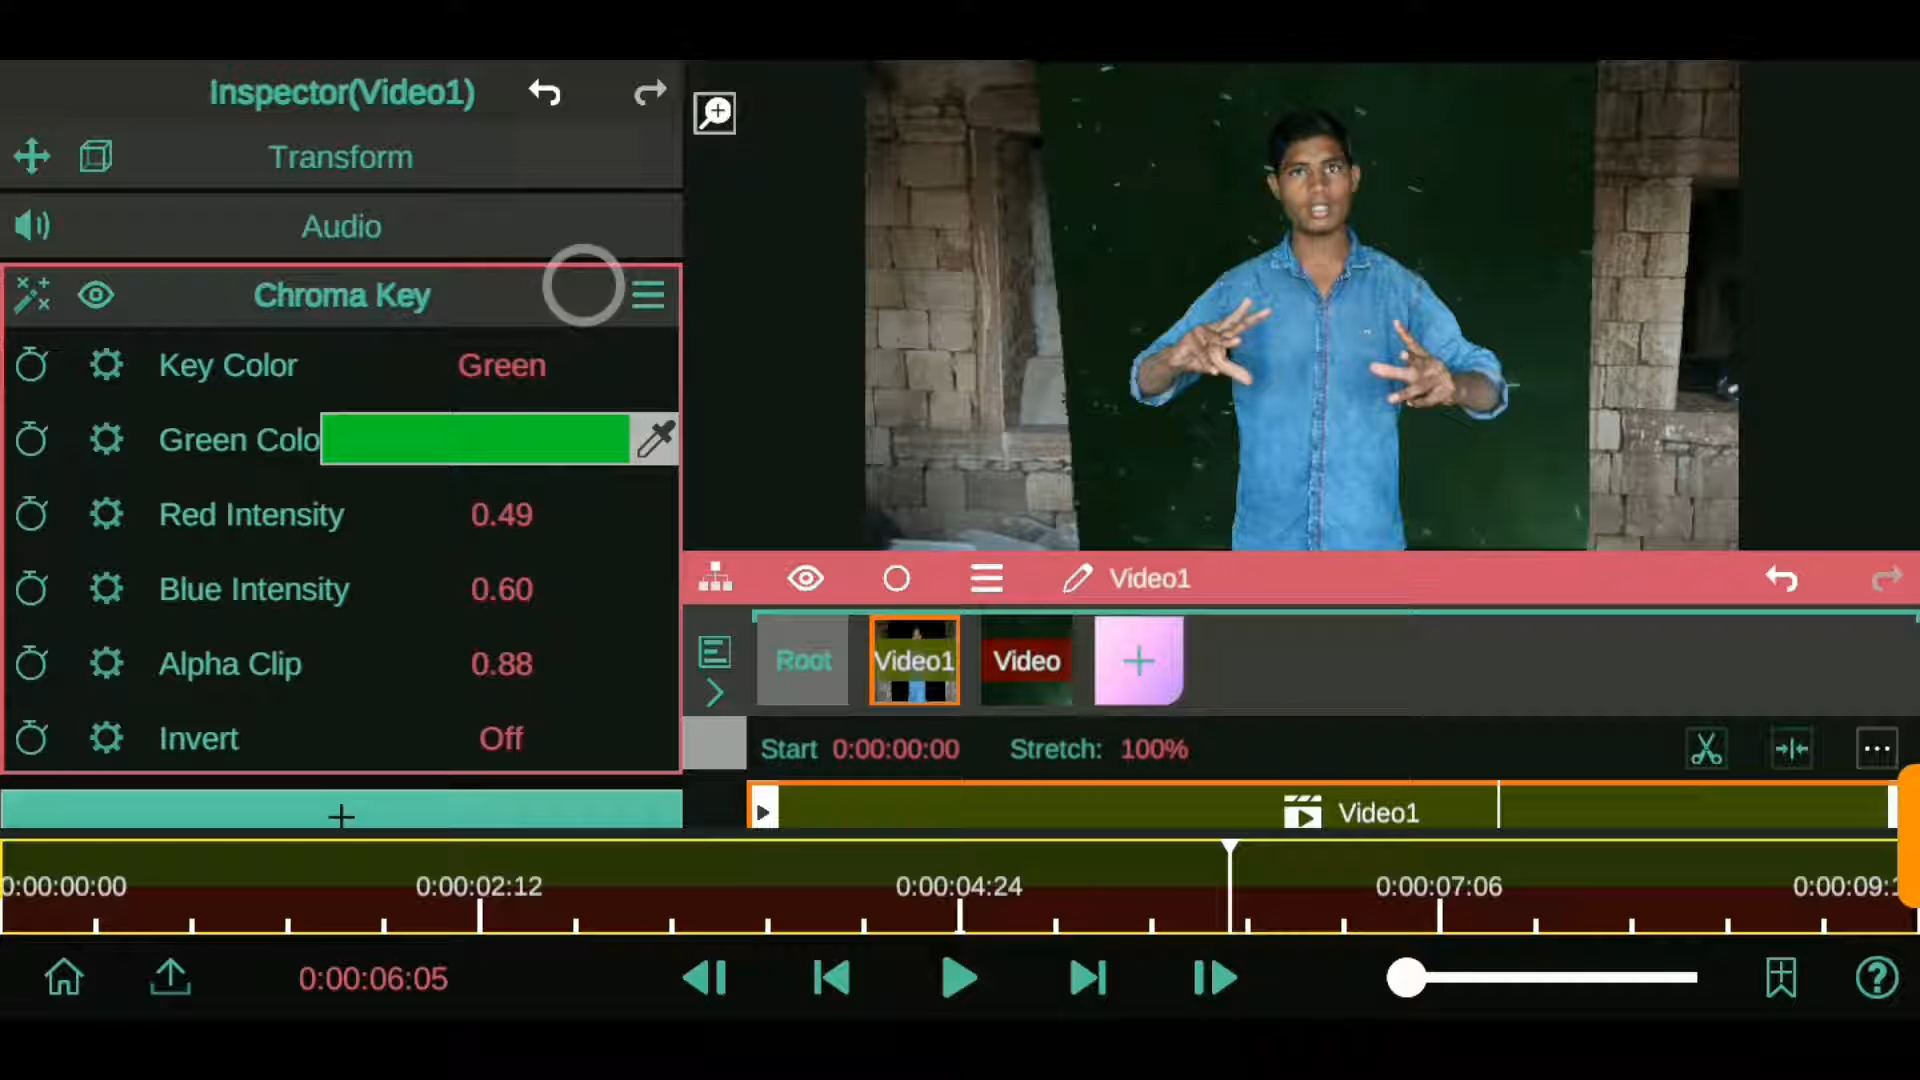 Inspector(Video1)
Transform
Audio
Chroma Key
Key Color Green
Green Colo
Red Intensity 0.49
Blue Intensity 0.60
Alpha Clip 0.88
Invert Off
+
Video1
Root Video1 Video +
Start 0:00:00:00 Stretch: 100%
Video1
0:00:00:00 0:00:02:12 0:00:04:24 0:00:07:06 0:00:09:1
0:00:06:05